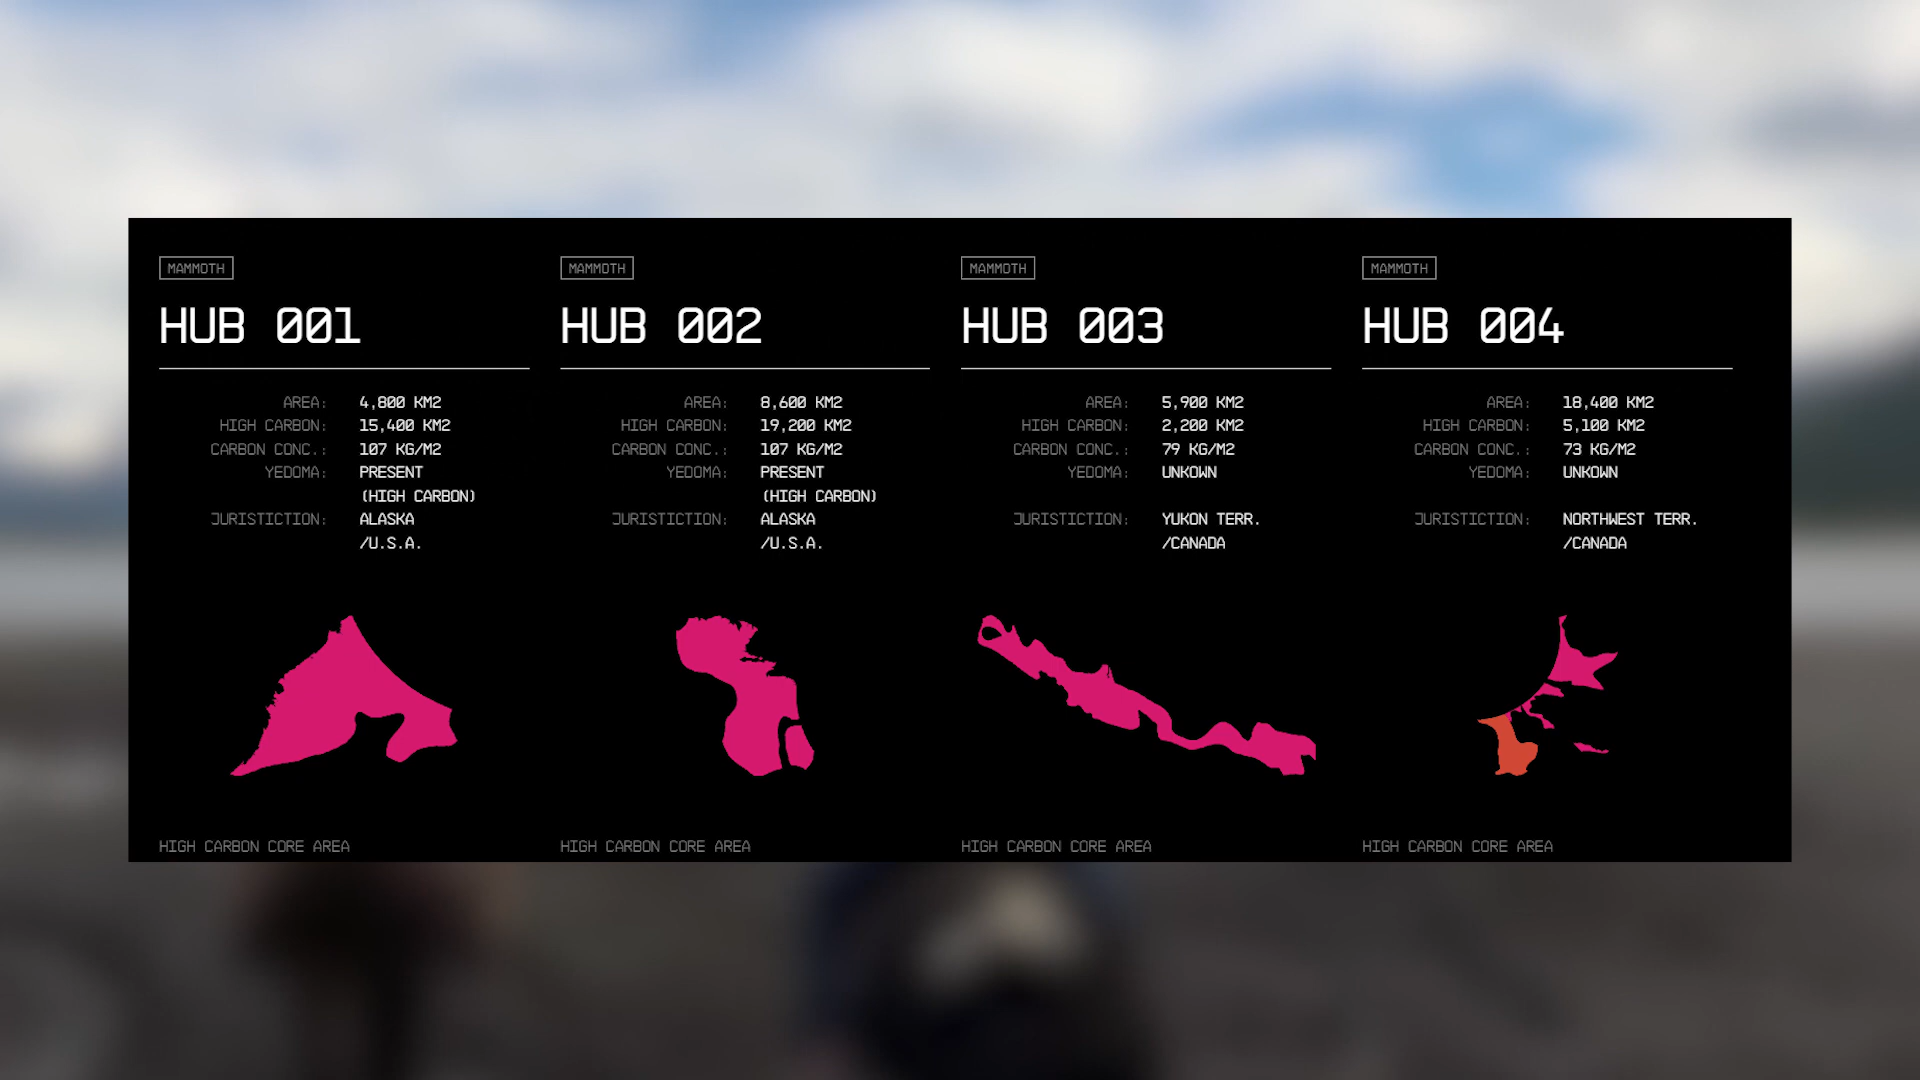 MAMMOTH
HUB 001
AREA: 4,800 KM2
HIGH CARBON: 15,400 KM2
CARBON CONC.: 107 KG/M2
YEDOMA: PRESENT
(HIGH CARBON)
JURISTICTION: ALASKA
/U.S.A.
HIGH CARBON CORE AREA
MAMMOTH
HUB 002
AREA: 8,600 KM2
HIGH CARBON: 19,200 KM2
CARBON CONC.: 107 KG/M2
YEDOMA: PRESENT
(HIGH CARBON)
JURISTICTION: ALASKA
/U.S.A.
HIGH CARBON CORE AREA
MAMMOTH
HUB 003
AREA: 5,900 KM2
HIGH CARBON: 2,200 KM2
CARBON CONC.: 79 KG/M2
YEDOMA: UNKOWN
JURISTICTION: YUKON TERR.
/CANADA
HIGH CARBON CORE AREA
MAMMOTH
HUB 004
AREA: 18,400 KM2
HIGH CARBON: 5,100 KM2
CARBON CONC.: 73 KG/M2
YEDOMA: UNKOWN
JURISTICTION: NORTHWEST TERR.
/CANADA
HIGH CARBON CORE AREA